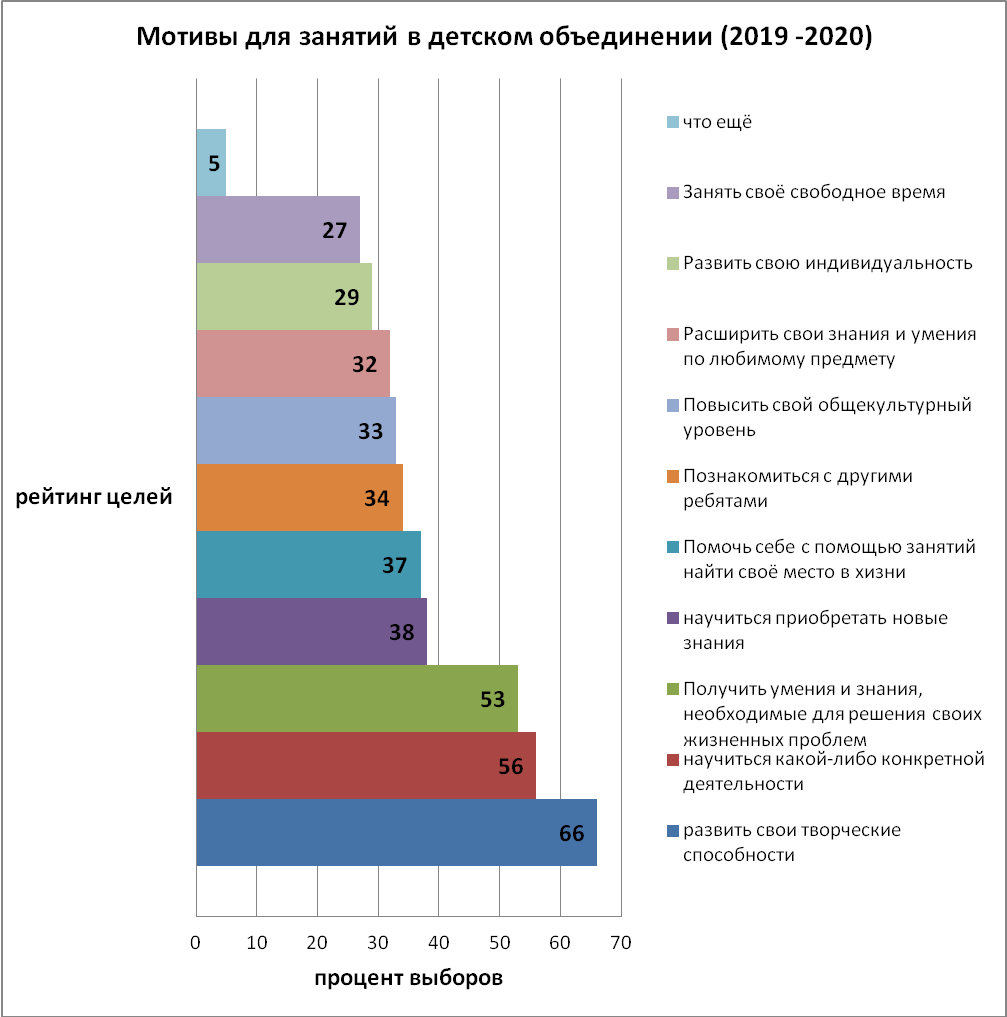 Мотивы для занятий в детском объединении (2019 -2020)
5
27
29
32
33
34
37
38
53
56
66
рейтинг целей
0 10 20 30 40 50 60 70
процент выборов
что ещё
Занять своё свободное время
Развить свою индивидуальность
Расширить свои знания и умения
по любимому предмету
Повысить свой общекультурный
уровень
Познакомиться с другими
ребятами
Помочь себе с помощью занятий
найти своё место в хизни
научиться приобретать новые
знания
Получить умения и знания,
необходимые для решения своих
жизненных проблем
научиться какой-либо конкретной
деятельности
развить свои творческие
способности